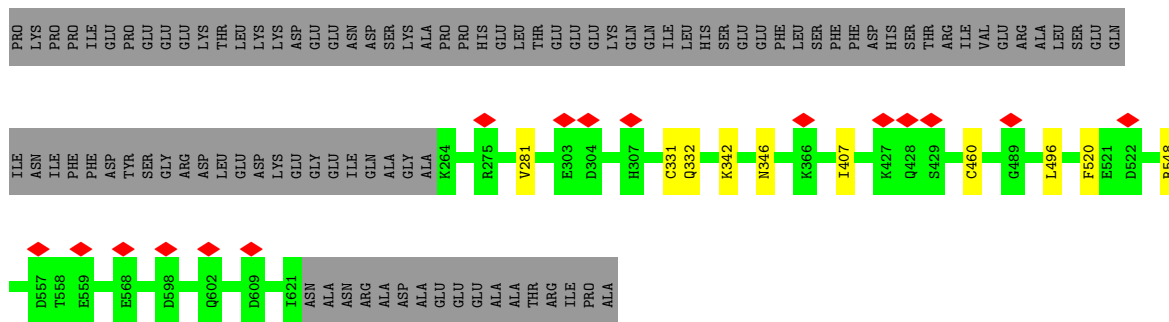 PRO LYS PRO PRO ILE GLU PRO GLU GLU GLU LYS THR LEU LYS LYS ASP GLU GLU ASN ASP SER LYS ALA PRO PRO HIS GLU LEU THR GLU GLU GLU LYS GLN GLN ILE LEU HIS SER GLU GLU PHE LEU SER PHE PHE ASP HIS SER THR ARG ILE VAL GLU ARG ALA LEU SER GLU GLN
ILE ASN ILE PHE PHE ASP TYR SER GLY ARG ASP LEU GLU ASP LYS GLU GLY GLU ILE GLN ALA GLY ALA K264 R275 V281 E303 D304 H307 C331 Q332 K342 N346 K366 I407 K427 Q428 S429 C460 G489 L496 F520 E521 D522 R548
D557 T558 E559 E568 D598 Q602 D609 I621 ASN ALA ASN ARG ALA ASP ALA GLU GLU GLU ALA ALA THR ARG ILE PRO ALA